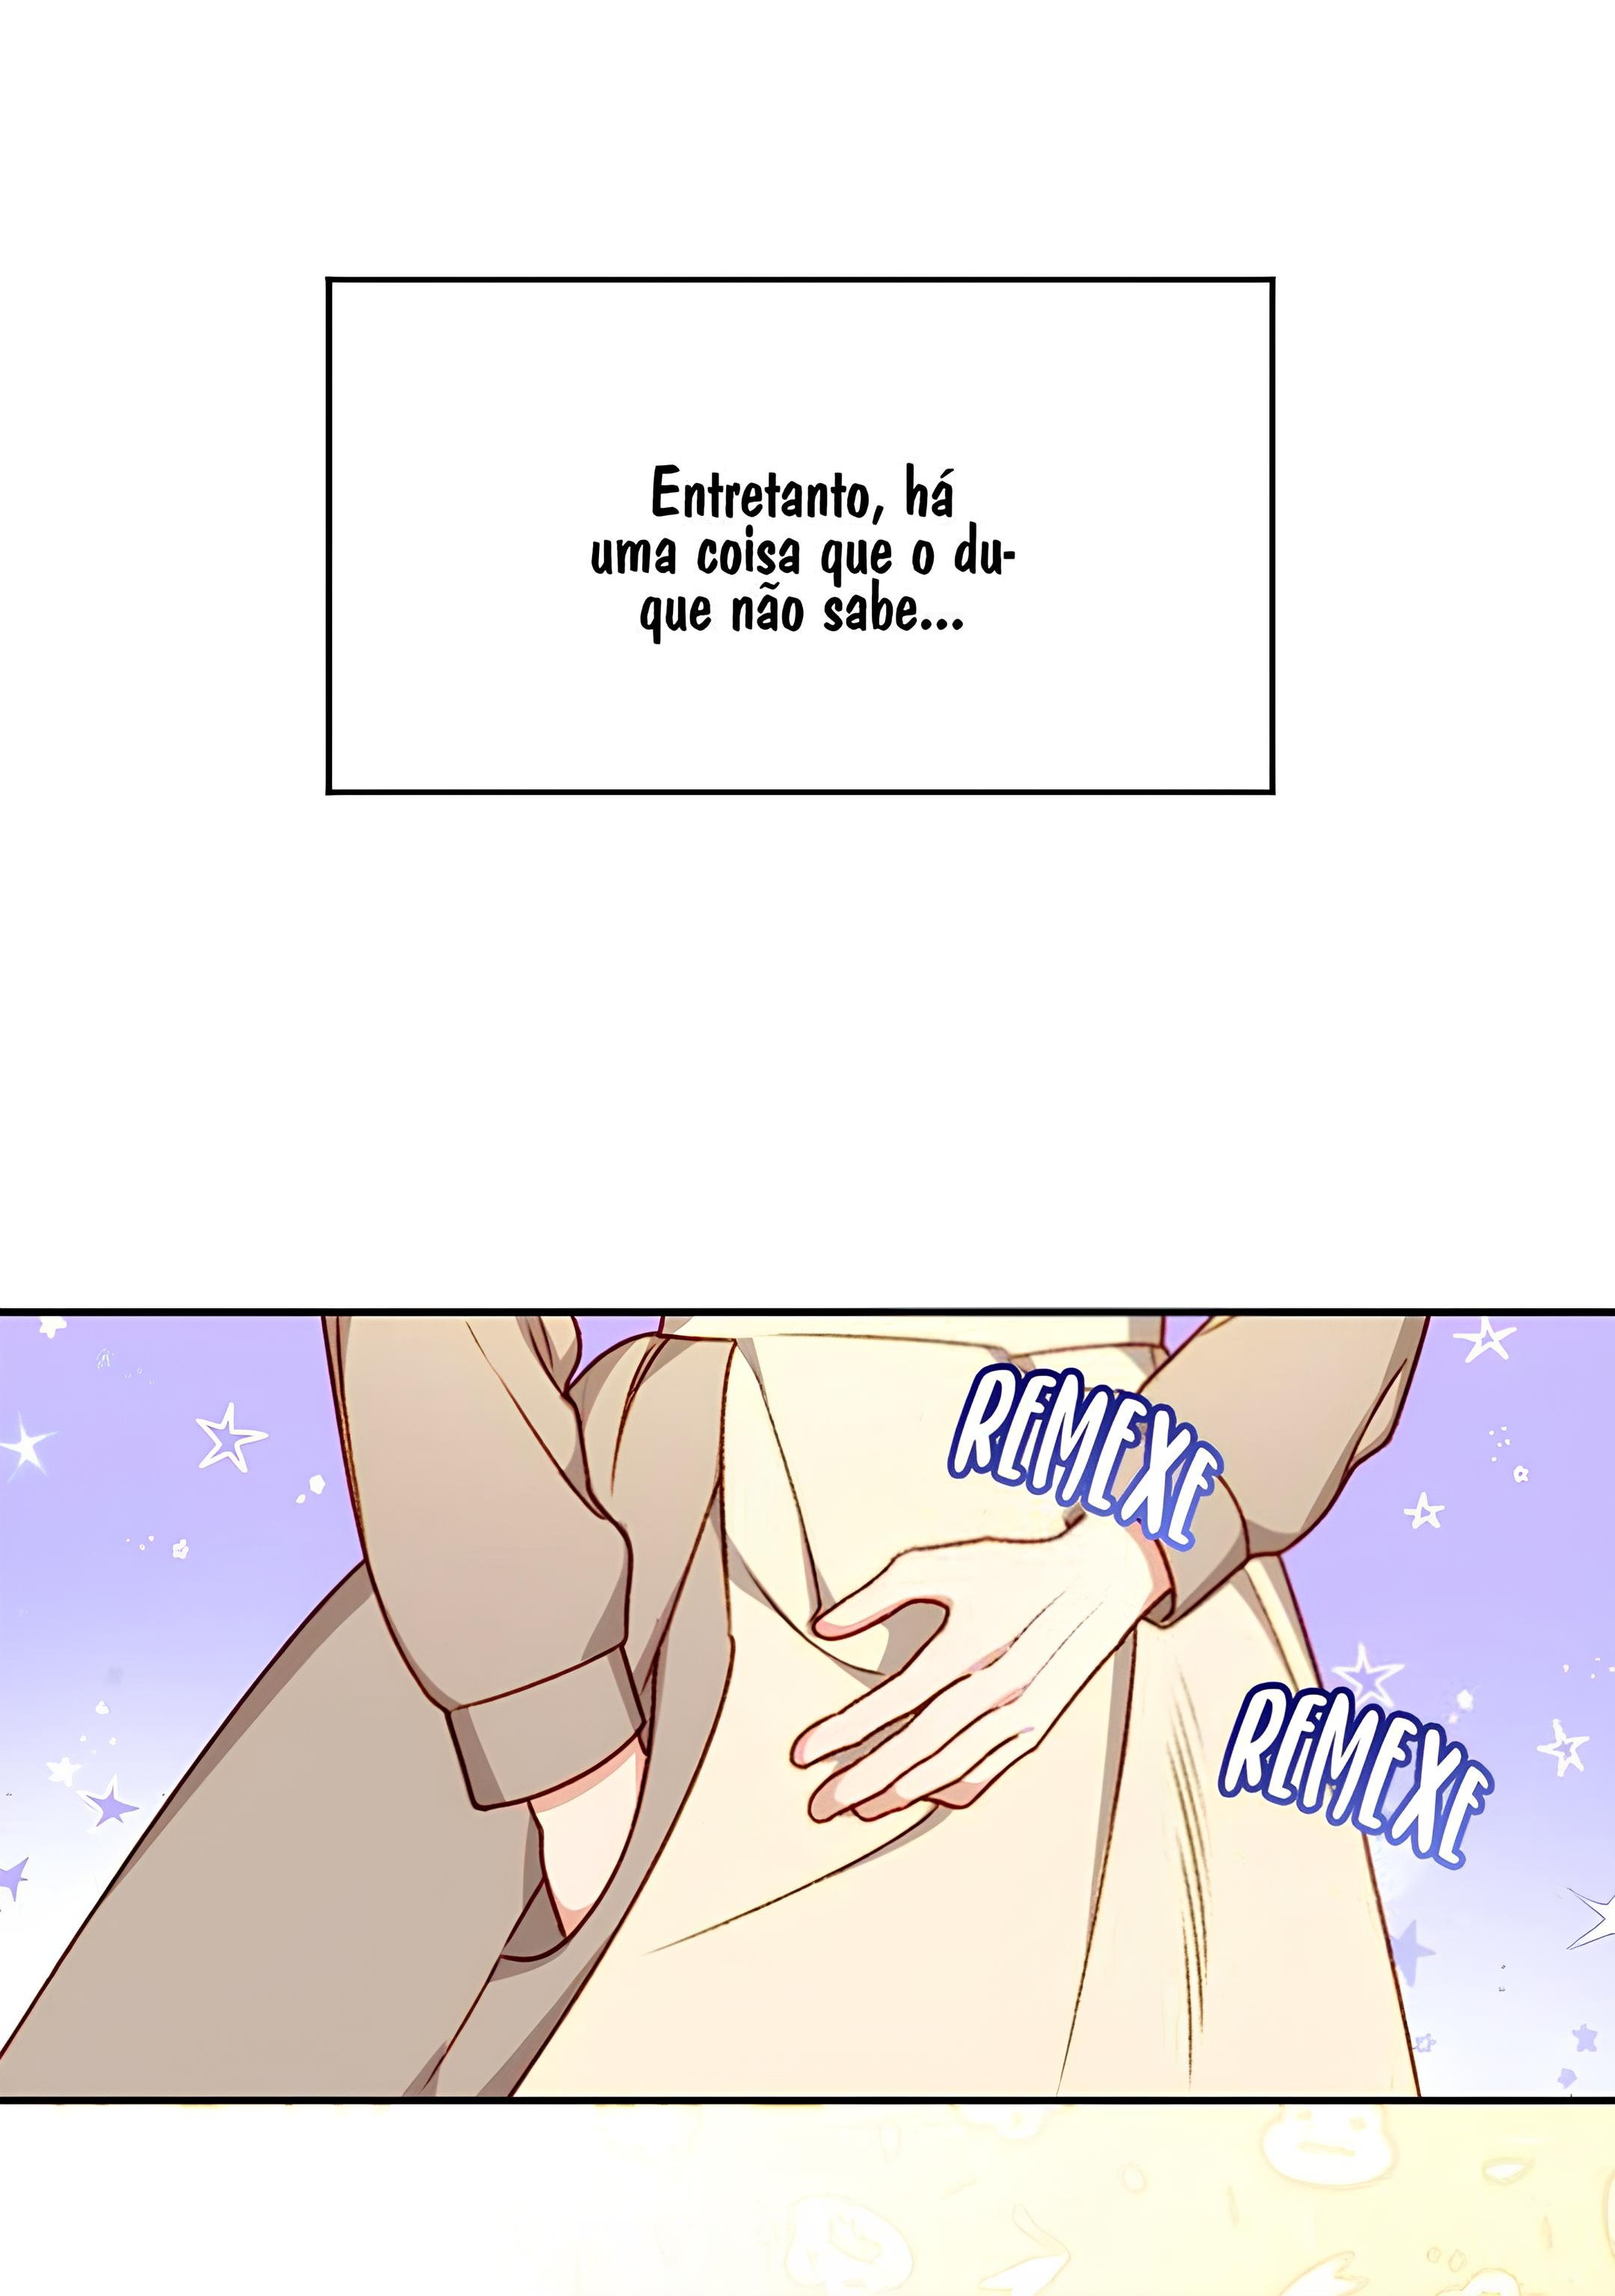 Entretanto, há
uma coisa que o du-
que não sabe...
REMEXE
REMEXE